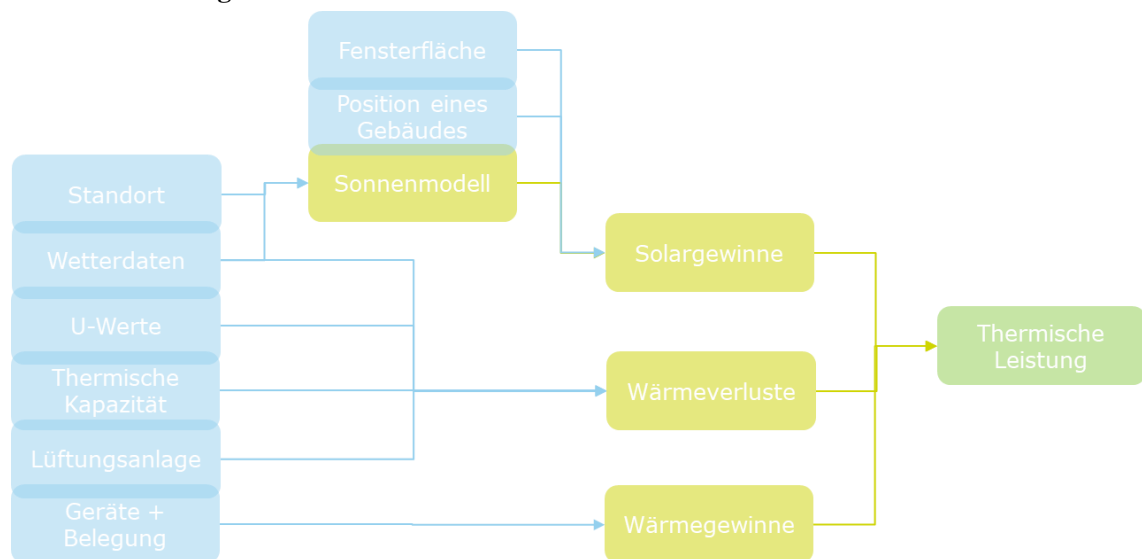 Fensterfläche
Position eines
Gebäudes
Sonnenmodell
Standort
Wetterdaten
U-Werte
Thermische
Kapazität
Lüftungsanlage
Geräte +
Belegung
Solargewinne
Wärmeverluste
Wärmegewinne
Thermische
Leistung